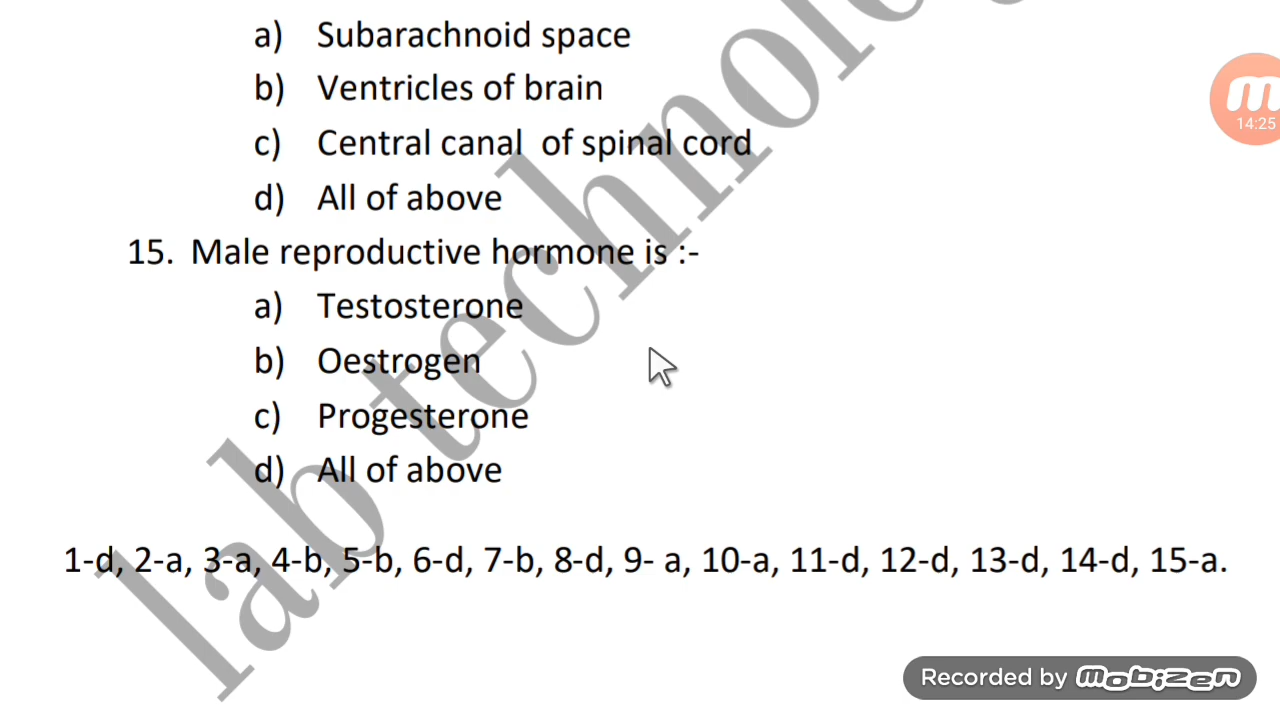 a) Subarachnoid space
b) Ventricles of brain
c) Central canal of spinal cord
d) All of above
15. Male reproductive hormone is :-
a) Testosterone
b) Oestrogen
c) Progesterone
d) All of above
1-d, 2-a, 3-a, 4-b, 5-b, 6-d, 7-b, 8-d, 9- a, 10-a, 11-d, 12-d, 13-d, 14-d, 15-a.
lab technolo
14:25
Recorded by mobizen